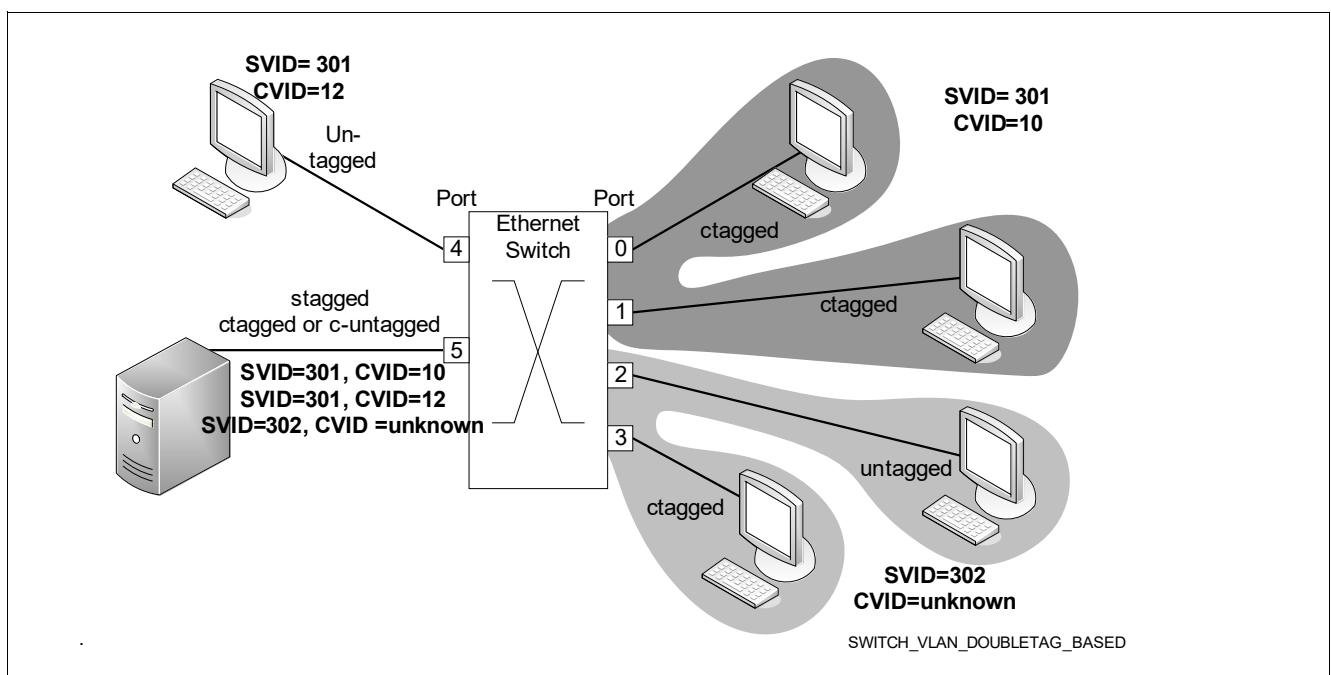 SVID= 301
CVID=12
Un-
tagged
SVID= 301
CVID=10
Port
Port
Ethernet
Switch
4
0
ctagged
stagged
ctagged or c-untagged
1
ctagged
5
SVID=301, CVID=10
SVID=301, CVID=12
SVID=302, CVID =unknown
2
3
untagged
ctagged
SVID=302
CVID=unknown
.
SWITCH_VLAN_DOUBLETAG_BASED